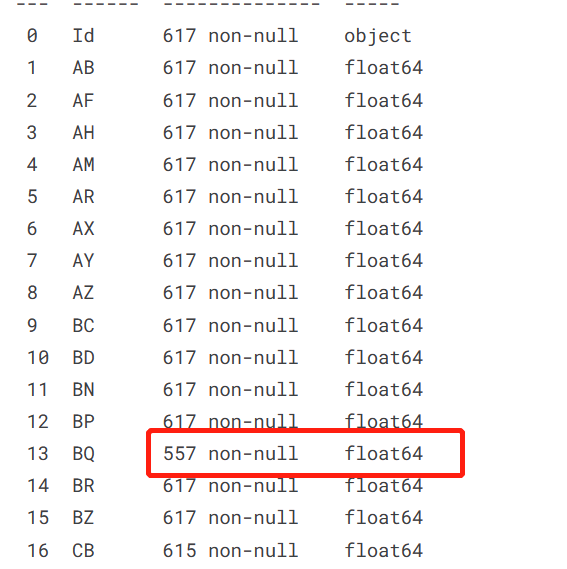 --- ------ -------------- -----
0 Id 617 non-null object
1 AB 617 non-null float64
2 AF 617 non-null float64
3 AH 617 non-null float64
4 AM 617 non-null float64
5 AR 617 non-null float64
6 AX 617 non-null float64
7 AY 617 non-null float64
8 AZ 617 non-null float64
9 BC 617 non-null float64
10 BD 617 non-null float64
11 BN 617 non-null float64
12 BP 617 non-null float64
13 BQ 557 non-null float64
14 BR 617 non-null float64
15 BZ 617 non-null float64
16 CB 615 non-null float64